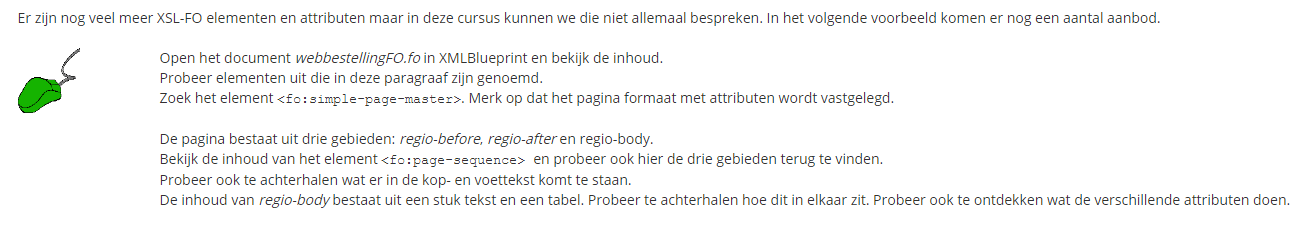 Er zijn nog veel meer XSL-FO elementen en attributen maar in deze cursus kunnen we die niet allemaal bespreken. In het volgende voorbeeld komen er nog een aantal aanbod.
Open het document webbestellingFO.fo in XMLBlueprint en bekijk de inhoud.
Probeer elementen uit die in deze paragraaf zijn genoemd.
Zoek het element <fo:simple-page-master>. Merk op dat het pagina formaat met attributen wordt vastgelegd.
De pagina bestaat uit drie gebieden: regio-before, regio-after en regio-body.
Bekijk de inhoud van het element <fo:page-sequence> en probeer ook hier de drie gebieden terug te vinden.
Probeer ook te achterhalen wat er in de kop- en voettekst komt te staan.
De inhoud van regio-body bestaat uit een stuk tekst en een tabel. Probeer te achterhalen hoe dit in elkaar zit. Probeer ook te ontdekken wat de verschillende attributen doen.